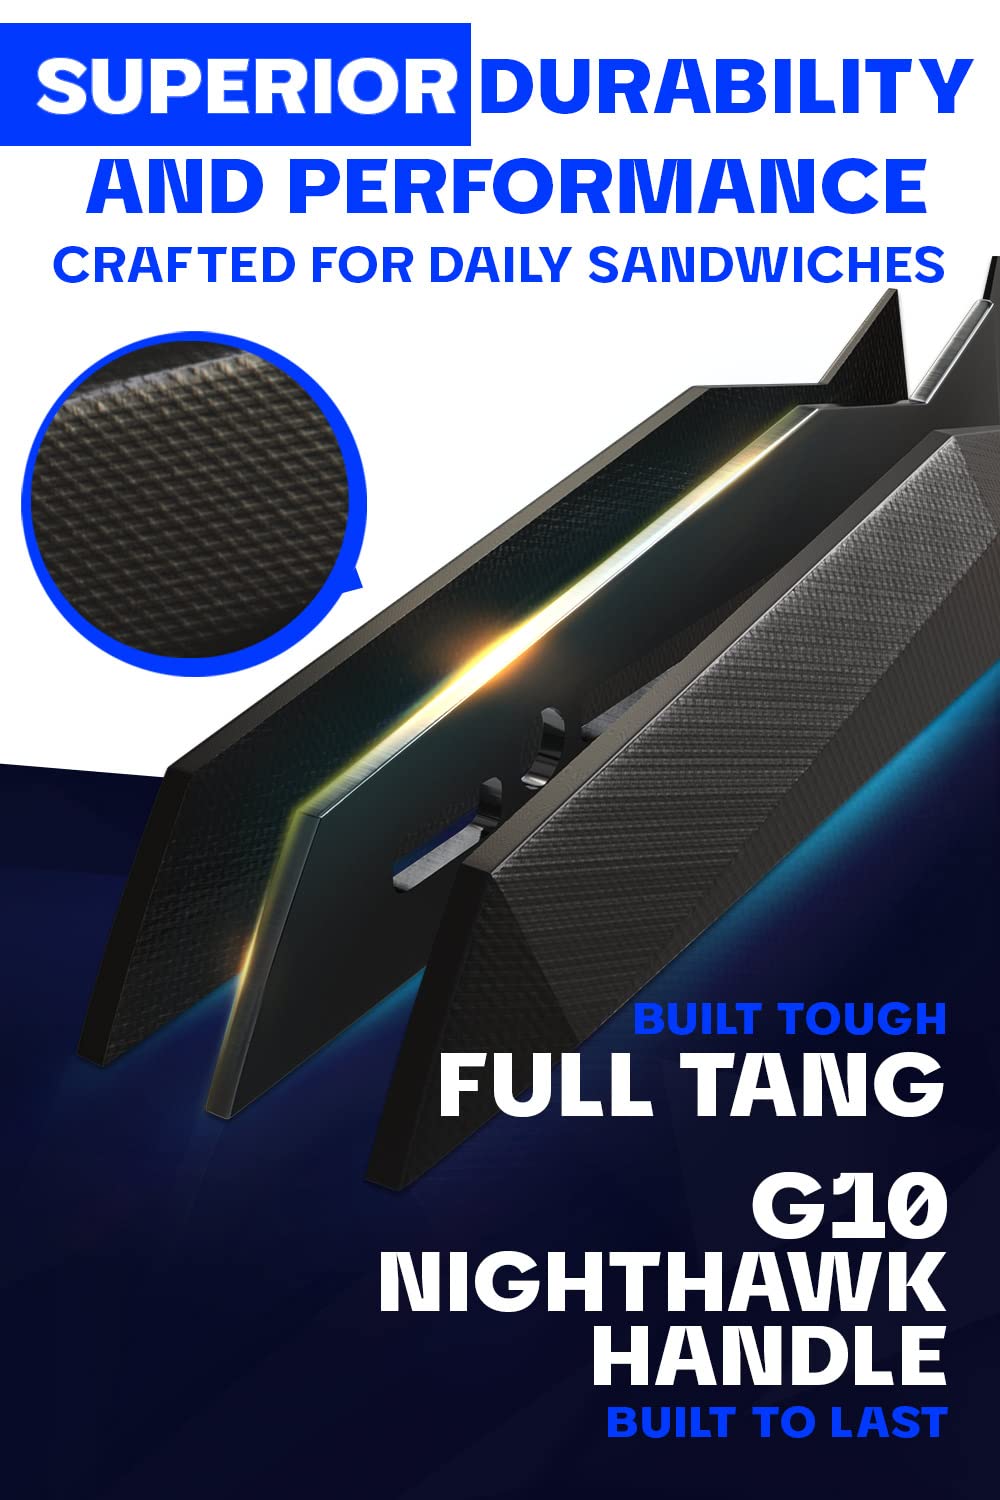 SUPERIOR DURABILITY
AND PERFORMANCE
CRAFTED FOR DAILY SANDWICHES
BUILT TOUGH
FULL TANG
G10
NIGHTHAWK
HANDLE
BUILT TO LAST